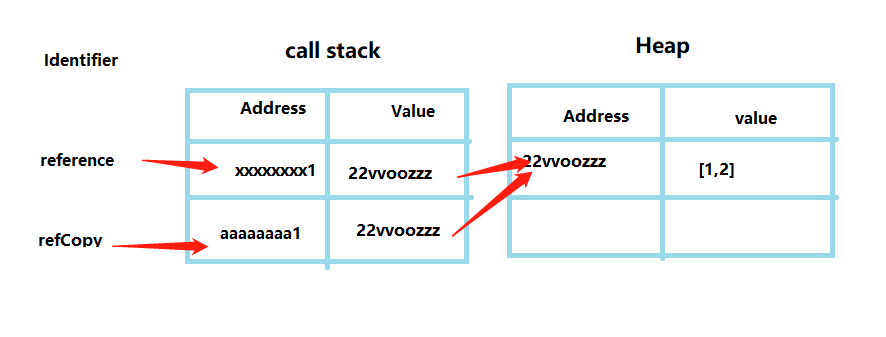 Identifier
call stack
Heap
Address
Value
Address
value
reference
xxxxxxxx1
22vvoozzz
22vvoozzz
[1,2]
refCopy
aaaaaaaa1
22vvoozzz